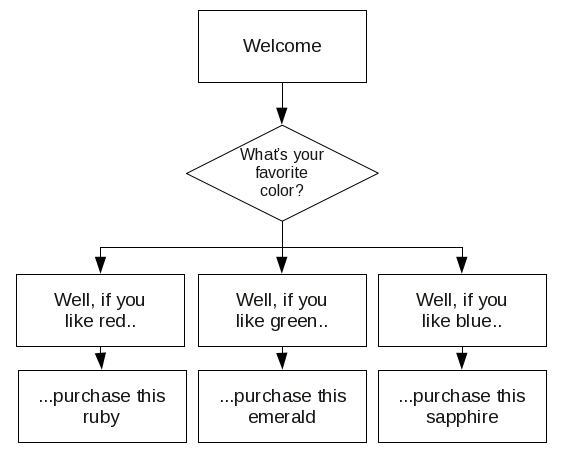 Welcome
What's your
favorite
color?
Well, if you
like red..
Well, if you
like green..
Well, if you
like blue..
...purchase this
ruby
...purchase this
emerald
...purchase this
sapphire